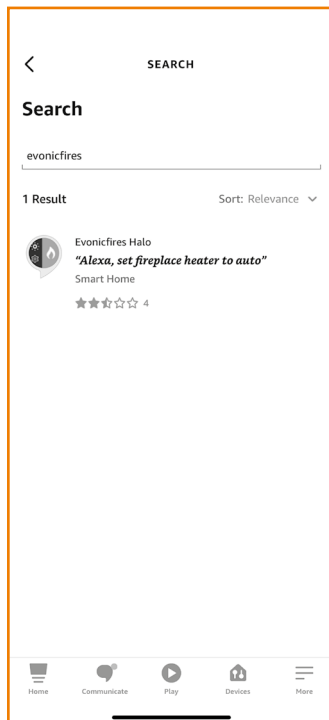 SEARCH
Search
evonicfires
1 Result Sort: Relevance
Evonicfires Halo
“Alexa, set fireplace heater to auto”
Smart Home
4
Home Communicate Play Devices More